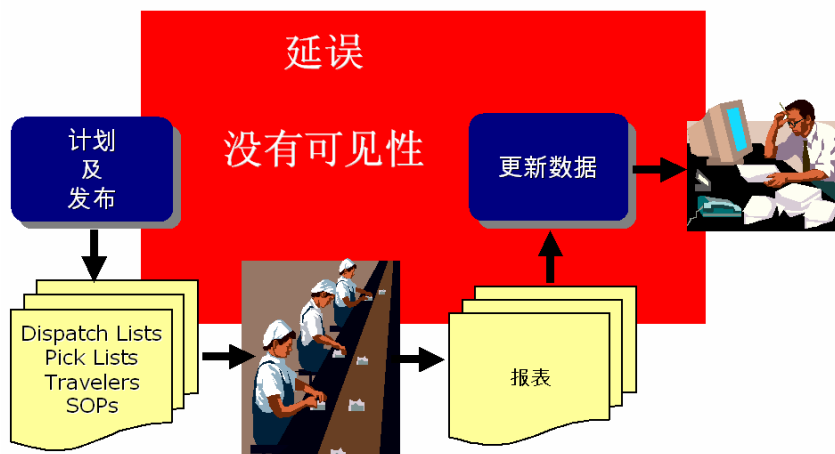 延误
没有可见性
计划
及
发布
更新数据
Dispatch Lists
Pick Lists
Travelers
SOPs
报表